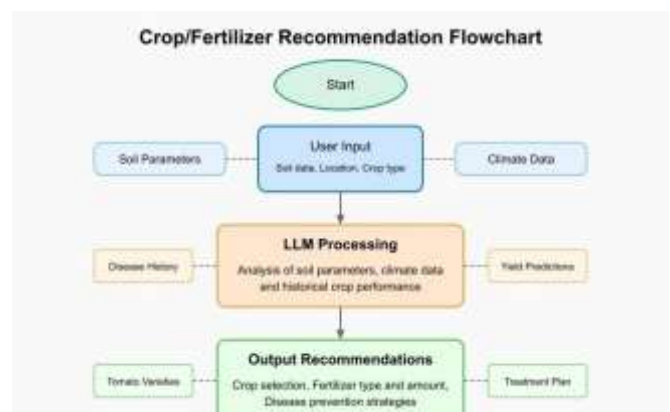 Crop/Fertilizer Recommendation Flowchart
Start
User Input
Soil data, Location, Crop type
Soil Parameters
Climate Data
LLM Processing
Analysis of soil parameters, climate data
and historical crop performance
Disease History
Yield Predictions
Output Recommendations
Crop selection, Fertilizer type and amount,
Disease prevention strategies
Tomato Varieties
Treatment Plan